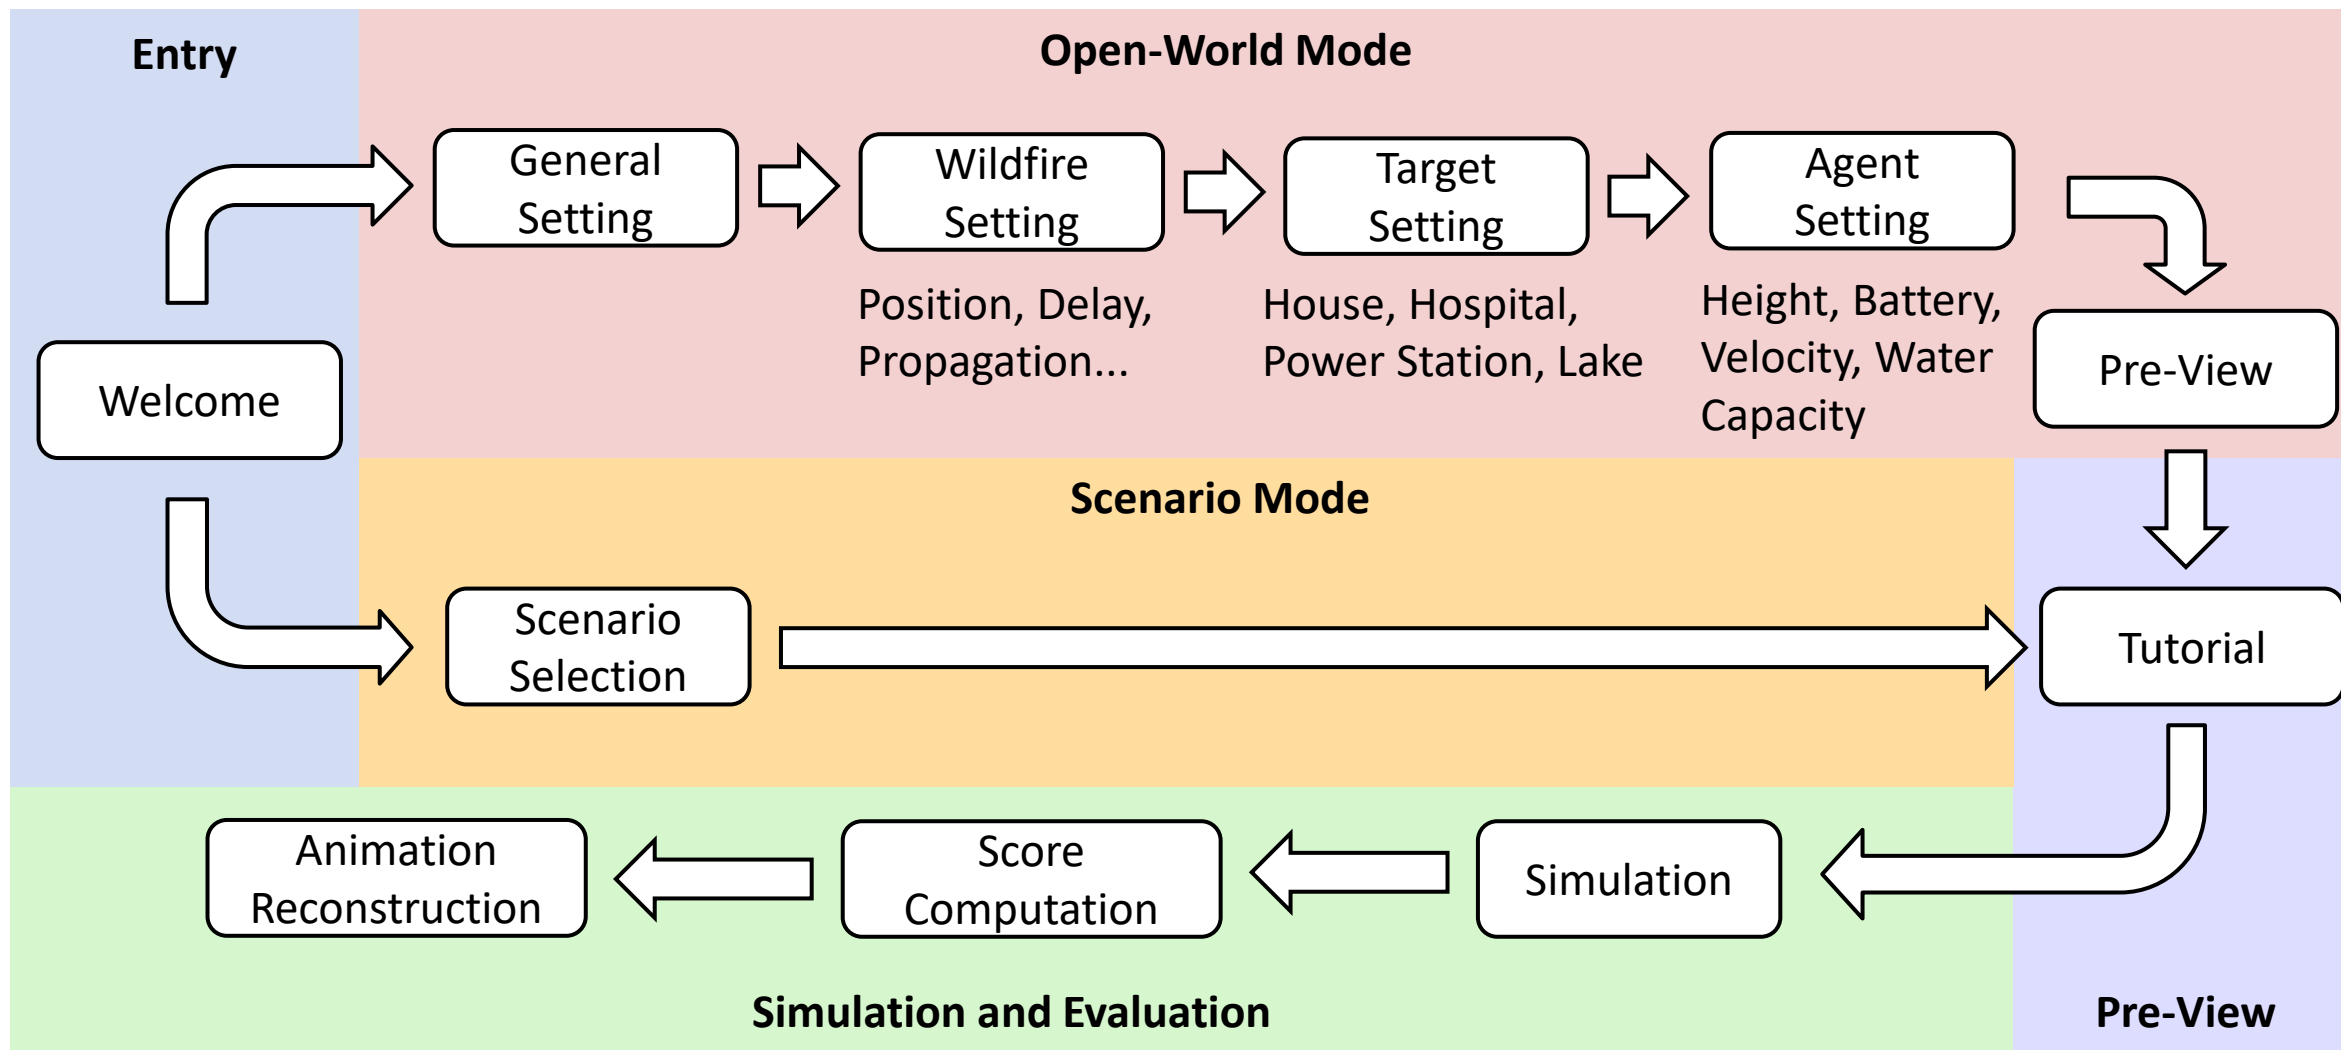 Entry
Open-World Mode
General
Setting
Wildfire
Setting
Target
Setting
Agent
Setting
Position, Delay,
Propagation...
House, Hospital,
Power Station, Lake
Height, Battery,
Velocity, Water
Capacity
Pre-View
Welcome
Scenario Mode
Scenario
Selection
Tutorial
Animation
Reconstruction
Score
Computation
Simulation
Simulation and Evaluation
Pre-View